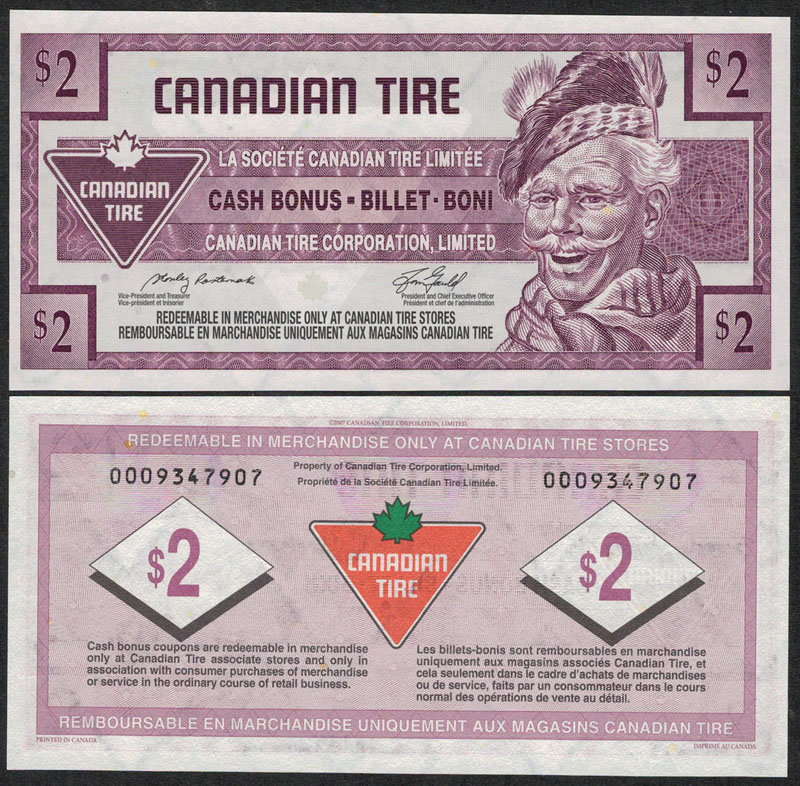 $2
$2
CANADIAN TIRE
CANADIAN
TIRE
LA SOCIÉTÉ CANADIAN TIRE LIMITÉE
CASH BONUS - BILLET - BONI
CANADIAN TIRE CORPORATION, LIMITED
Vice-President and Treasurer
Vice-président et trésorier
President and Chief Executive Officer
Président et chef de l'administration
REDEEMABLE IN MERCHANDISE ONLY AT CANADIAN TIRE STORES
REMBOURSABLE EN MARCHANDISE UNIQUEMENT AUX MAGASINS CANADIAN TIRE
$2
$2
©2007 CANADIAN TIRE CORPORATION, LIMITED.
REDEEMABLE IN MERCHANDISE ONLY AT CANADIAN TIRE STORES
0009347907
Property of Canadian Tire Corporation, Limited.
Propriété de la Société Canadian Tire Limitée.
0009347907
$2
CANADIAN
TIRE
$2
Cash bonus coupons are redeemable in merchandise
only at Canadian Tire associate stores and only in
association with consumer purchases of merchandise
or service in the ordinary course of retail business.
Les billets-bonis sont remboursables en marchandise
uniquement aux magasins associés Canadian Tire, et
cela seulement dans le cadre d'achats de marchandises
ou de service, faits par un consommateur dans le cours
normal des opérations de vente au détail.
REMBOURSABLE EN MARCHANDISE UNIQUEMENT AUX MAGASINS CANADIAN TIRE
PRINTED IN CANADA
IMPRIMÉ AU CANADA